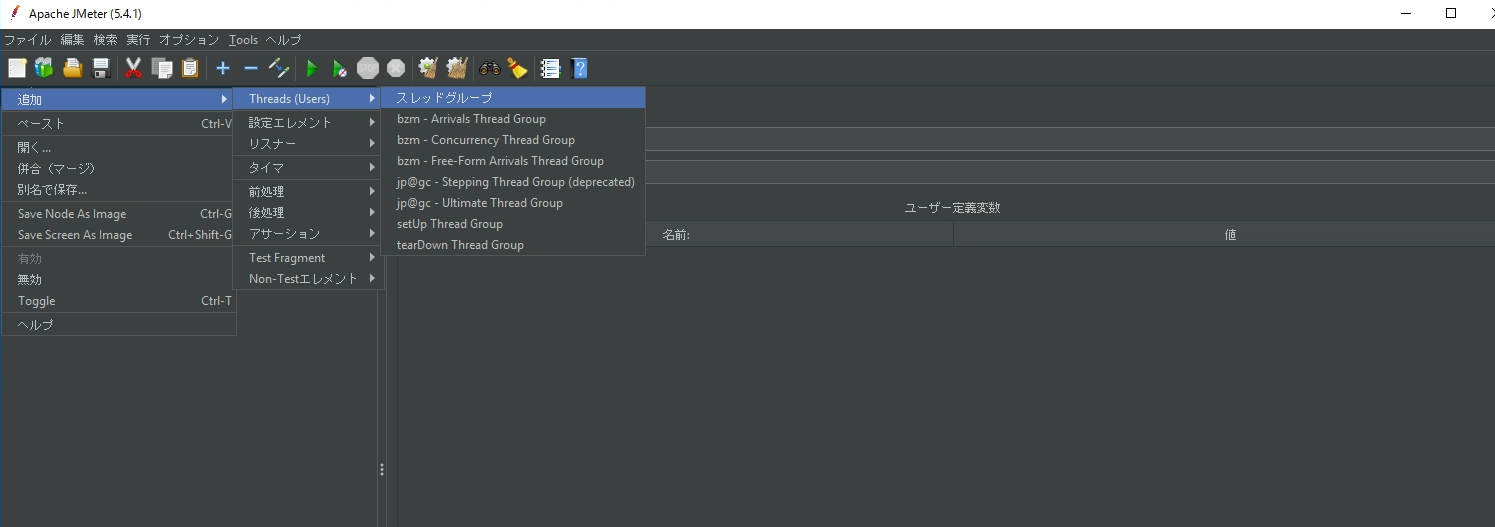 Apache JMeter (5.4.1)
ファイル 編集 検索 実行 オプション Tools ヘルプ
STOP
追加
ペースト Ctrl-V
開く...
併合（マージ）
別名で保存...
Save Node As Image Ctrl-G
Save Screen As Image Ctrl+Shift-G
有効
無効
Toggle Ctrl-T
ヘルプ
Threads (Users)
設定エレメント
リスナー
タイマ
前処理
後処理
アサーション
Test Fragment
Non-Testエレメント
スレッドグループ
bzm - Arrivals Thread Group
bzm - Concurrency Thread Group
bzm - Free-Form Arrivals Thread Group
jp@gc - Stepping Thread Group (deprecated)
jp@gc - Ultimate Thread Group
setUp Thread Group
tearDown Thread Group
ユーザー定義変数
名前: 値